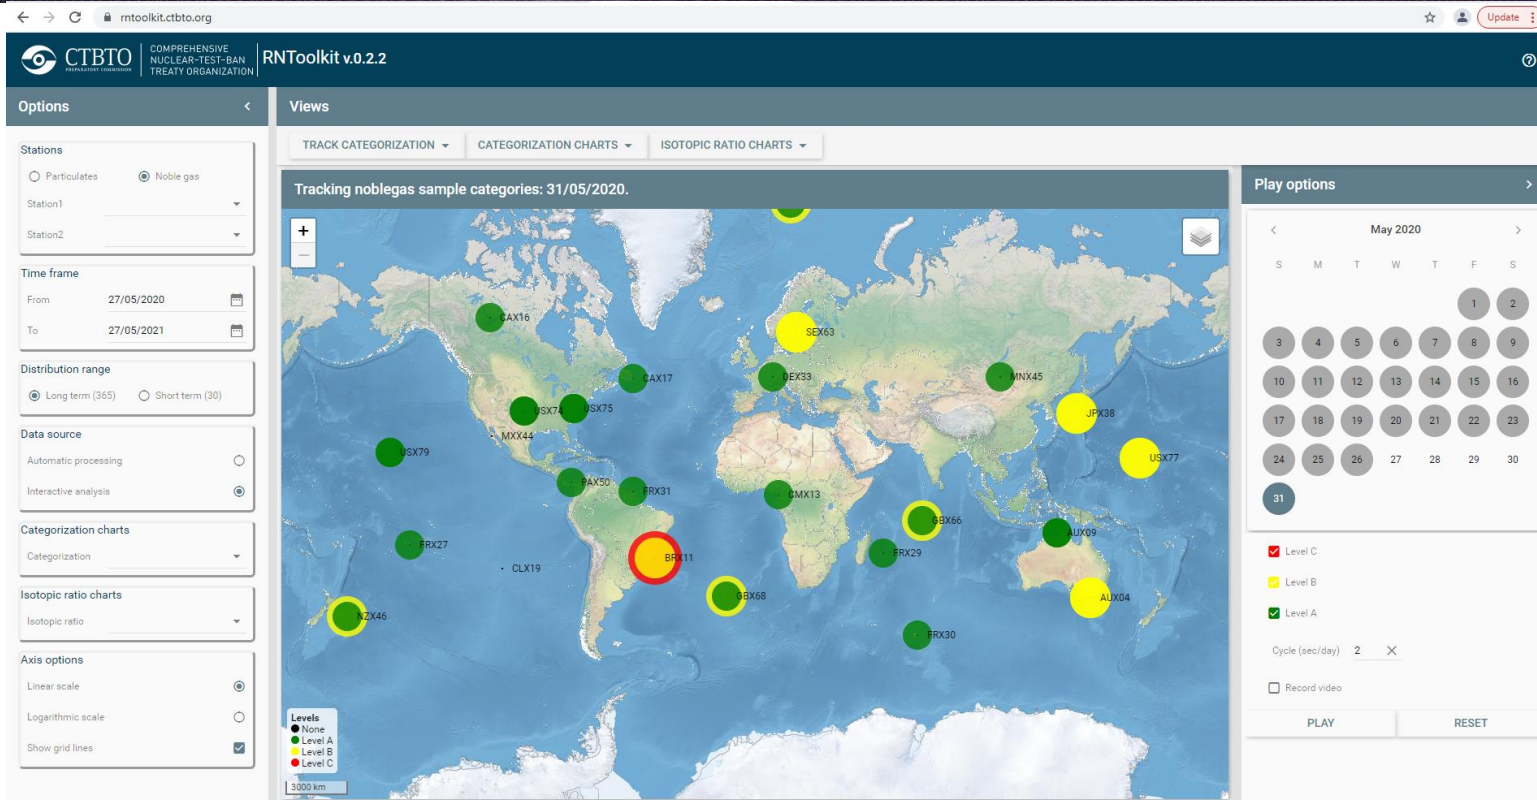 rntoolkit.ctbto.org
Update
CTBTO
PREPARATORY COMMISSION
COMPREHENSIVE
NUCLEAR-TEST-BAN
TREATY ORGANIZATION
RNToolkit v.0.2.2
Options
Stations
Particulates
Noble gas
Station1
Station2
Time frame
From 27/05/2020
To 27/05/2021
Distribution range
Long term (365)
Short term (30)
Data source
Automatic processing
Interactive analysis
Categorization charts
Categorization
Isotopic ratio charts
Isotopic ratio
Axis options
Linear scale
Logarithmic scale
Show grid lines
Views
TRACK CATEGORIZATION
CATEGORIZATION CHARTS
ISOTOPIC RATIO CHARTS
Tracking noblegas sample categories: 31/05/2020.
+
−
CAX16
SEX63
CAX17
DEX33
MNX45
USX74
USX75
JPX38
MXX44
USX79
USX77
PAX50
FRX31
CMX13
GBX66
AUX09
FRX27
BRX11
FRX29
CLX19
GBX68
AUX04
NZX46
FRX30
Levels
None
Level A
Level B
Level C
3000 km
Play options
May 2020
S M T W T F S
1 2
3 4 5 6 7 8 9
10 11 12 13 14 15 16
17 18 19 20 21 22 23
24 25 26 27 28 29 30
31
Level C
Level B
Level A
Cycle (sec/day) 2
Record video
PLAY
RESET